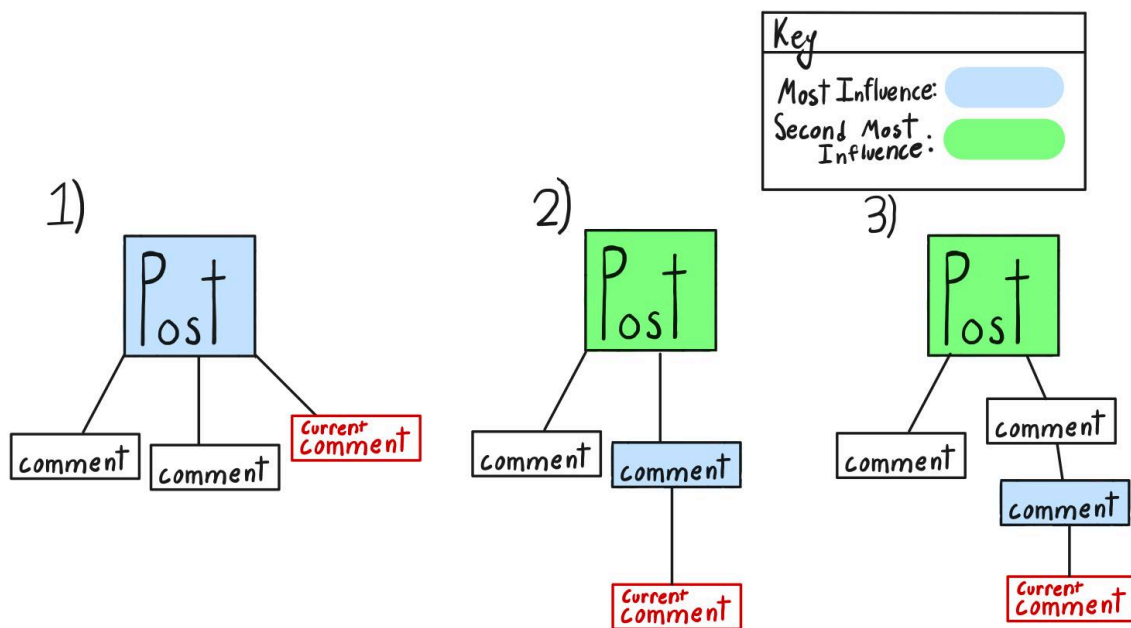 Key
Most Influence:
Second Most
Influence:
1)
Post
comment
comment
Current
comment
2)
Post
comment
comment
Current
comment
3)
Post
comment
comment
comment
Current
comment